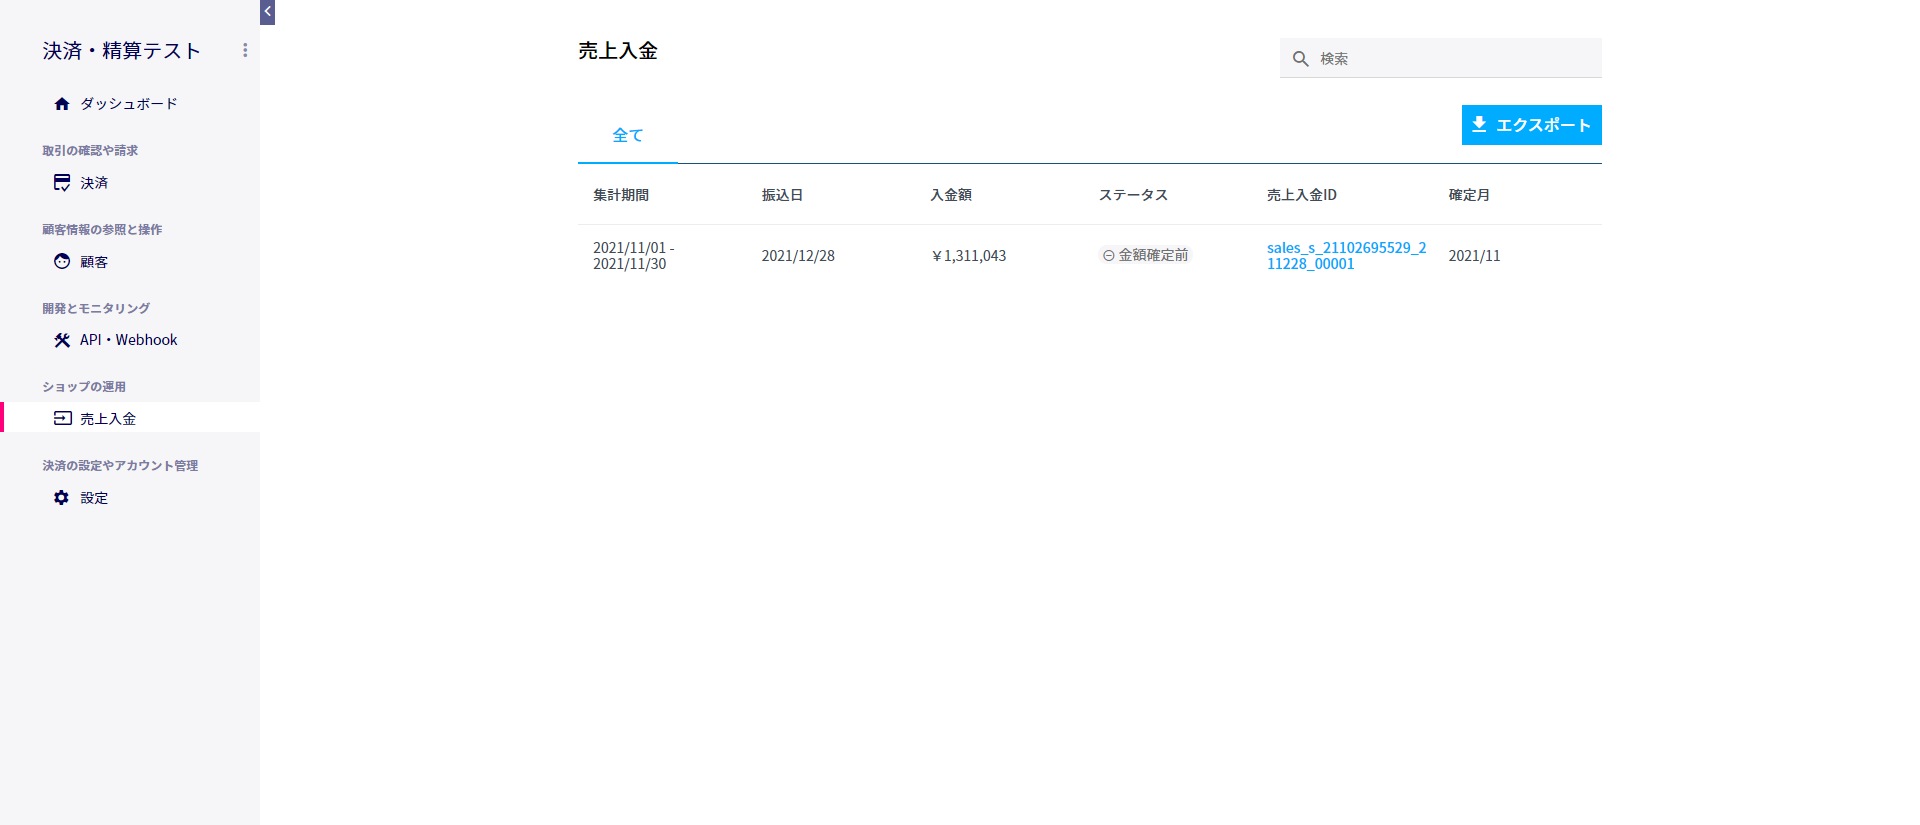 決済・精算テスト
ダッシュボード
取引の確認や請求
決済
顧客情報の参照と操作
顧客
開発とモニタリング
API・Webhook
ショップの運用
売上入金
決済の設定やアカウント管理
設定
売上入金
検索
全て
エクスポート
集計期間 振込日 入金額 ステータス 売上入金ID 確定月
2021/11/01 -
2021/11/30
2021/12/28
￥1,311,043
金額確定前
sales_s_21102695529_2
11228_00001
2021/11